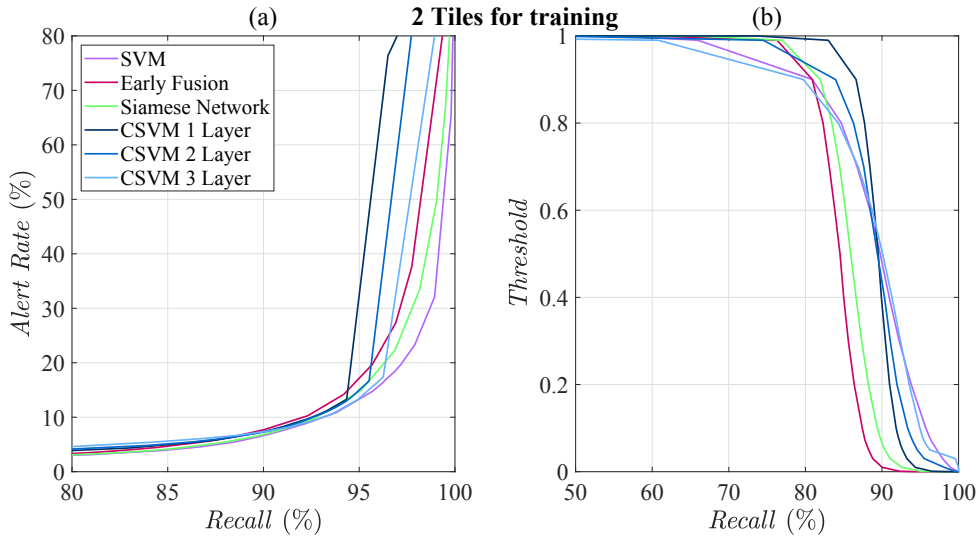 (a)
2 Tiles for training
(b)
80
70
60
50
40
30
20
10
0
Alert Rate (%)
SVM
Early Fusion
Siamese Network
CSVM 1 Layer
CSVM 2 Layer
CSVM 3 Layer
80 85 90 95 100
Recall (%)
1
0.8
0.6
0.4
0.2
0
Threshold
50 60 70 80 90 100
Recall (%)